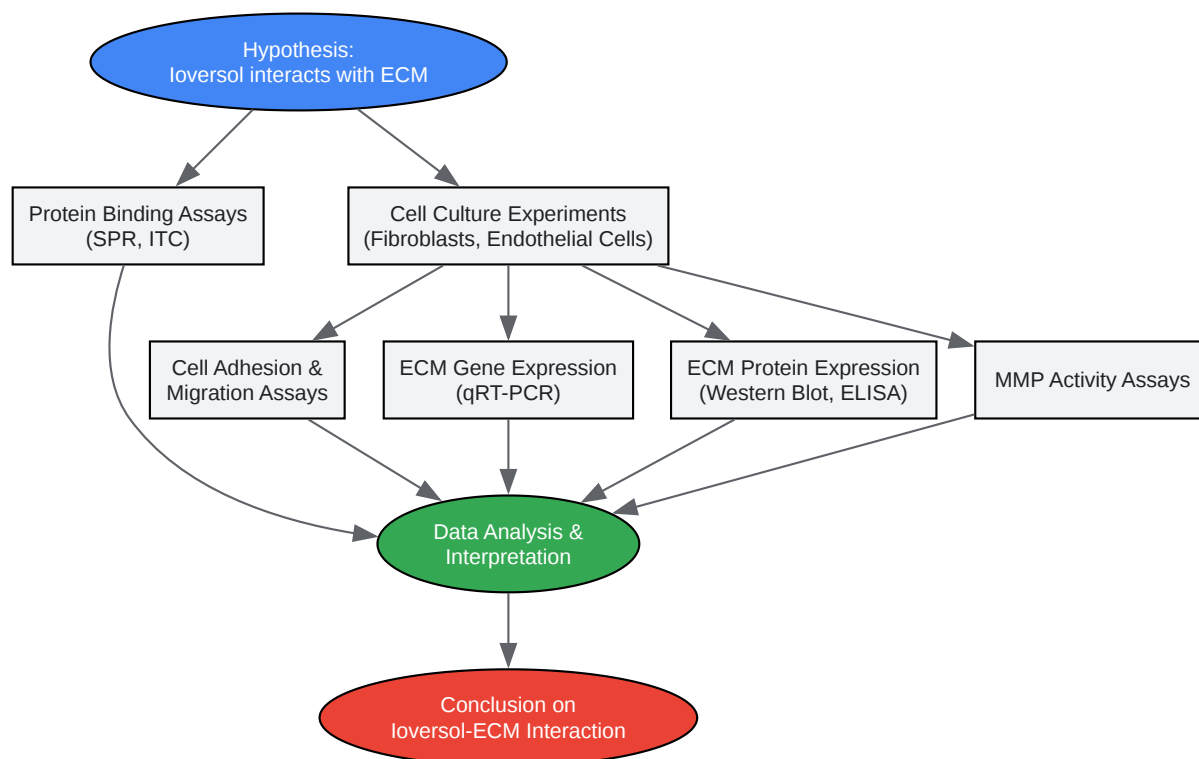 Hypothesis:
Ioversol interacts with ECM
Protein Binding Assays
(SPR, ITC)
Cell Culture Experiments
(Fibroblasts, Endothelial Cells)
Cell Adhesion &
Migration Assays
ECM Gene Expression
(qRT-PCR)
ECM Protein Expression
(Western Blot, ELISA)
MMP Activity Assays
Data Analysis &
Interpretation
Conclusion on
Ioversol-ECM Interaction